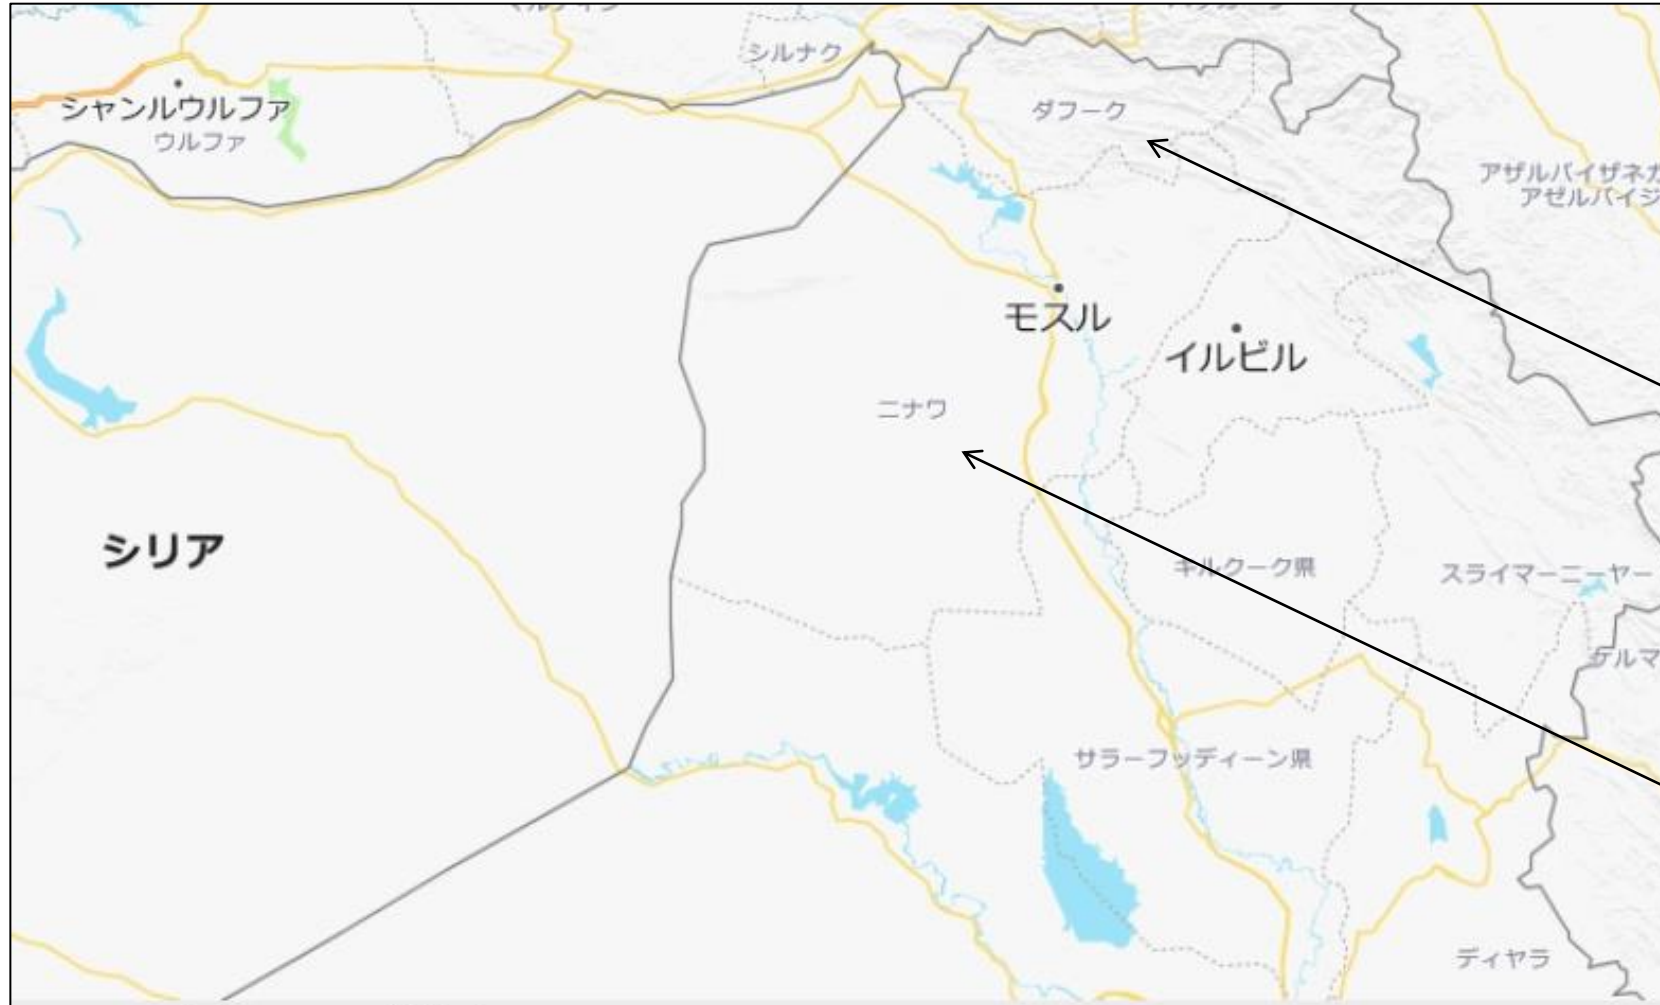 シルナク
シャンルウルファ
ウルファ
ダフーク
アザルバイザネガ
アゼルバイジ
モスル
イルビル
ニナワ
シリア
キルクーク県
スライマーニーヤー
ケルマ
サラーフッディーン県
ディヤラ